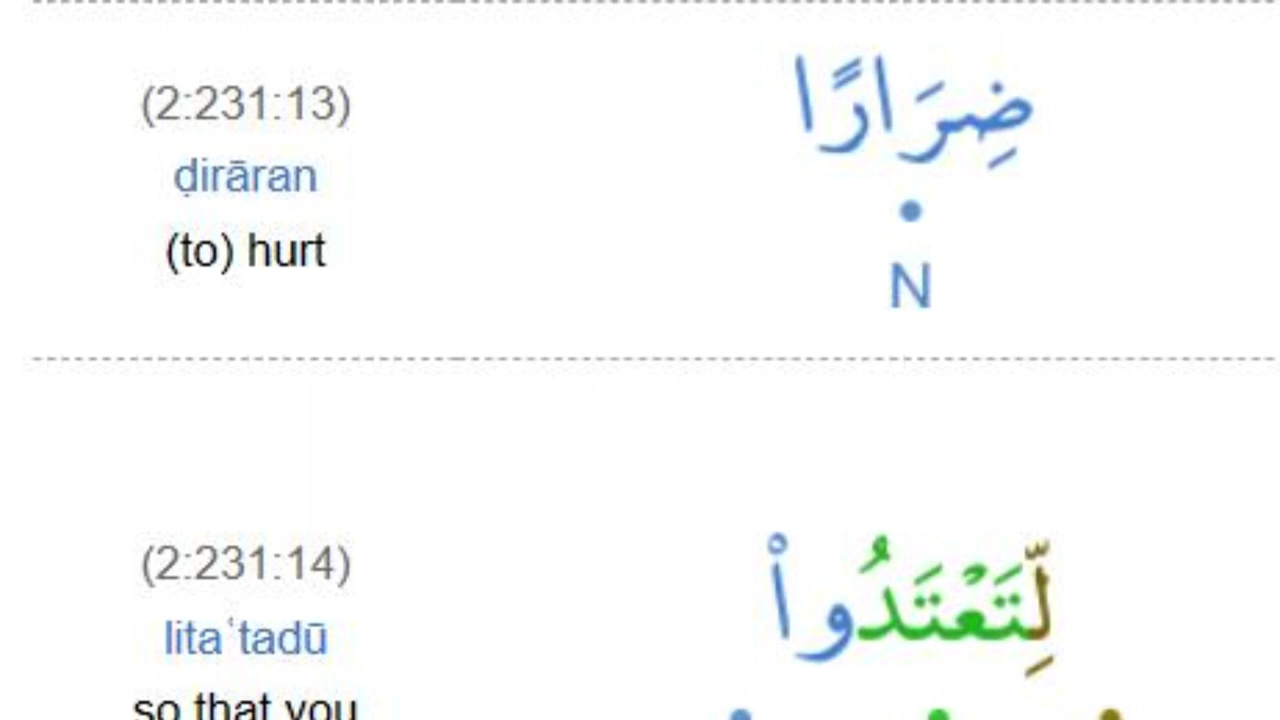 (2:231:13)
ḍirāran
(to) hurt
ضِرَارًا
N
(2:231:14)
litaʿtadū
so that you
لِّتَعْتَدُوا۟